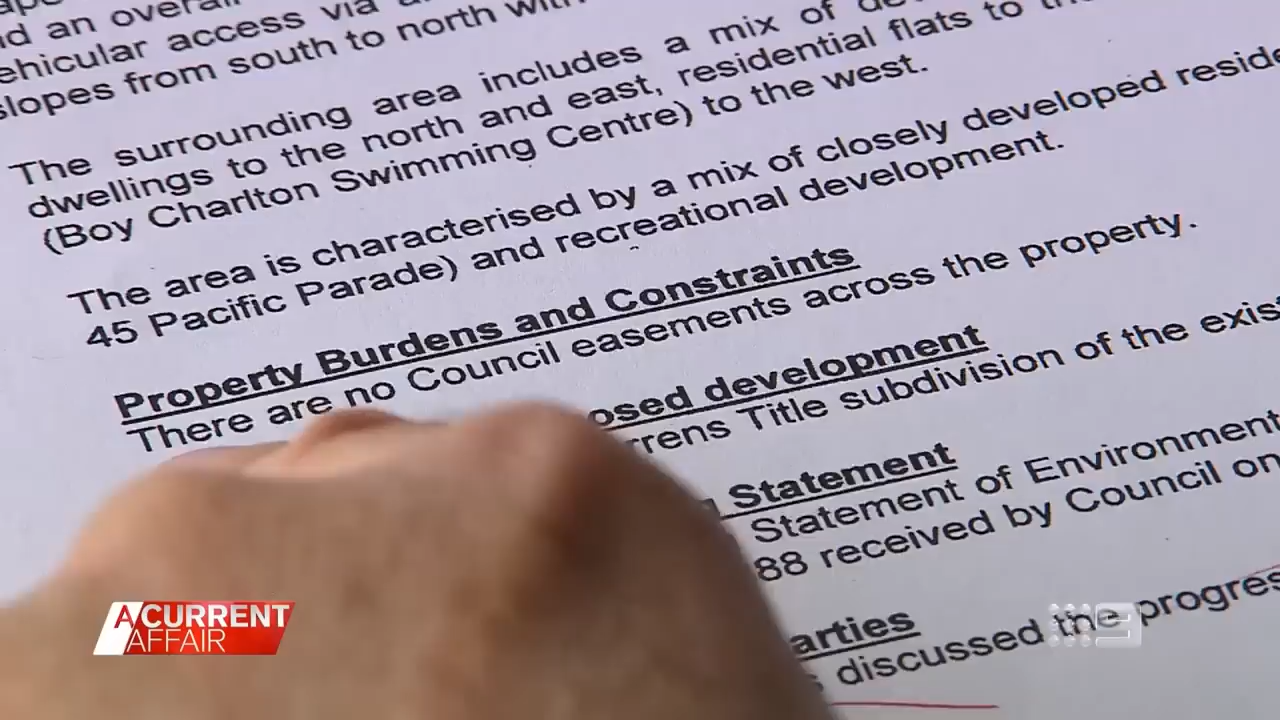 d an overall
vehicular access via
slopes from south to north with
The surrounding area includes a mix of
dwellings to the north and east, residential flats to
(Boy Charlton Swimming Centre) to the west.
The area is characterised by a mix of closely developed reside
45 Pacific Parade) and recreational development.
Property Burdens and Constraints
There are no Council easements across the property.
osed development
rrens Title subdivision of the exis
Statement
Statement of Environment
88 received by Council on
arties
s discussed the progres
A CURRENT
AFFAIR
9